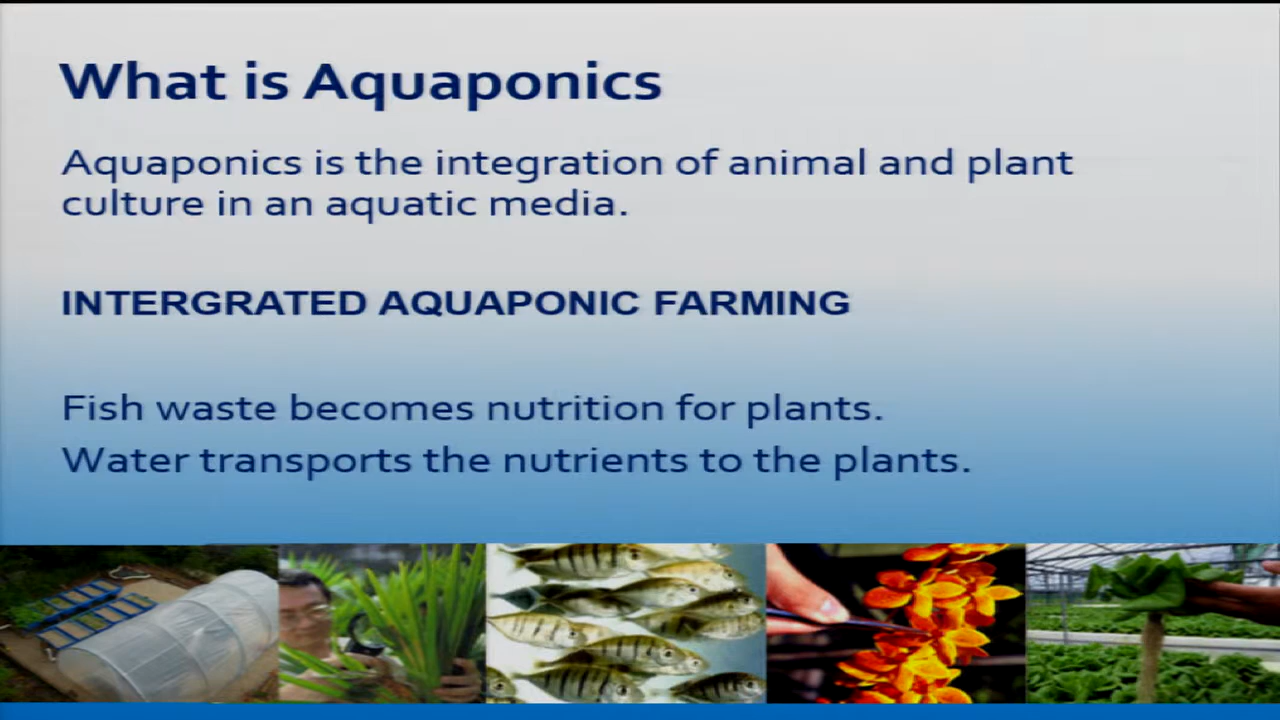 What is Aquaponics
Aquaponics is the integration of animal and plant
culture in an aquatic media.
INTERGRATED AQUAPONIC FARMING
Fish waste becomes nutrition for plants.
Water transports the nutrients to the plants.